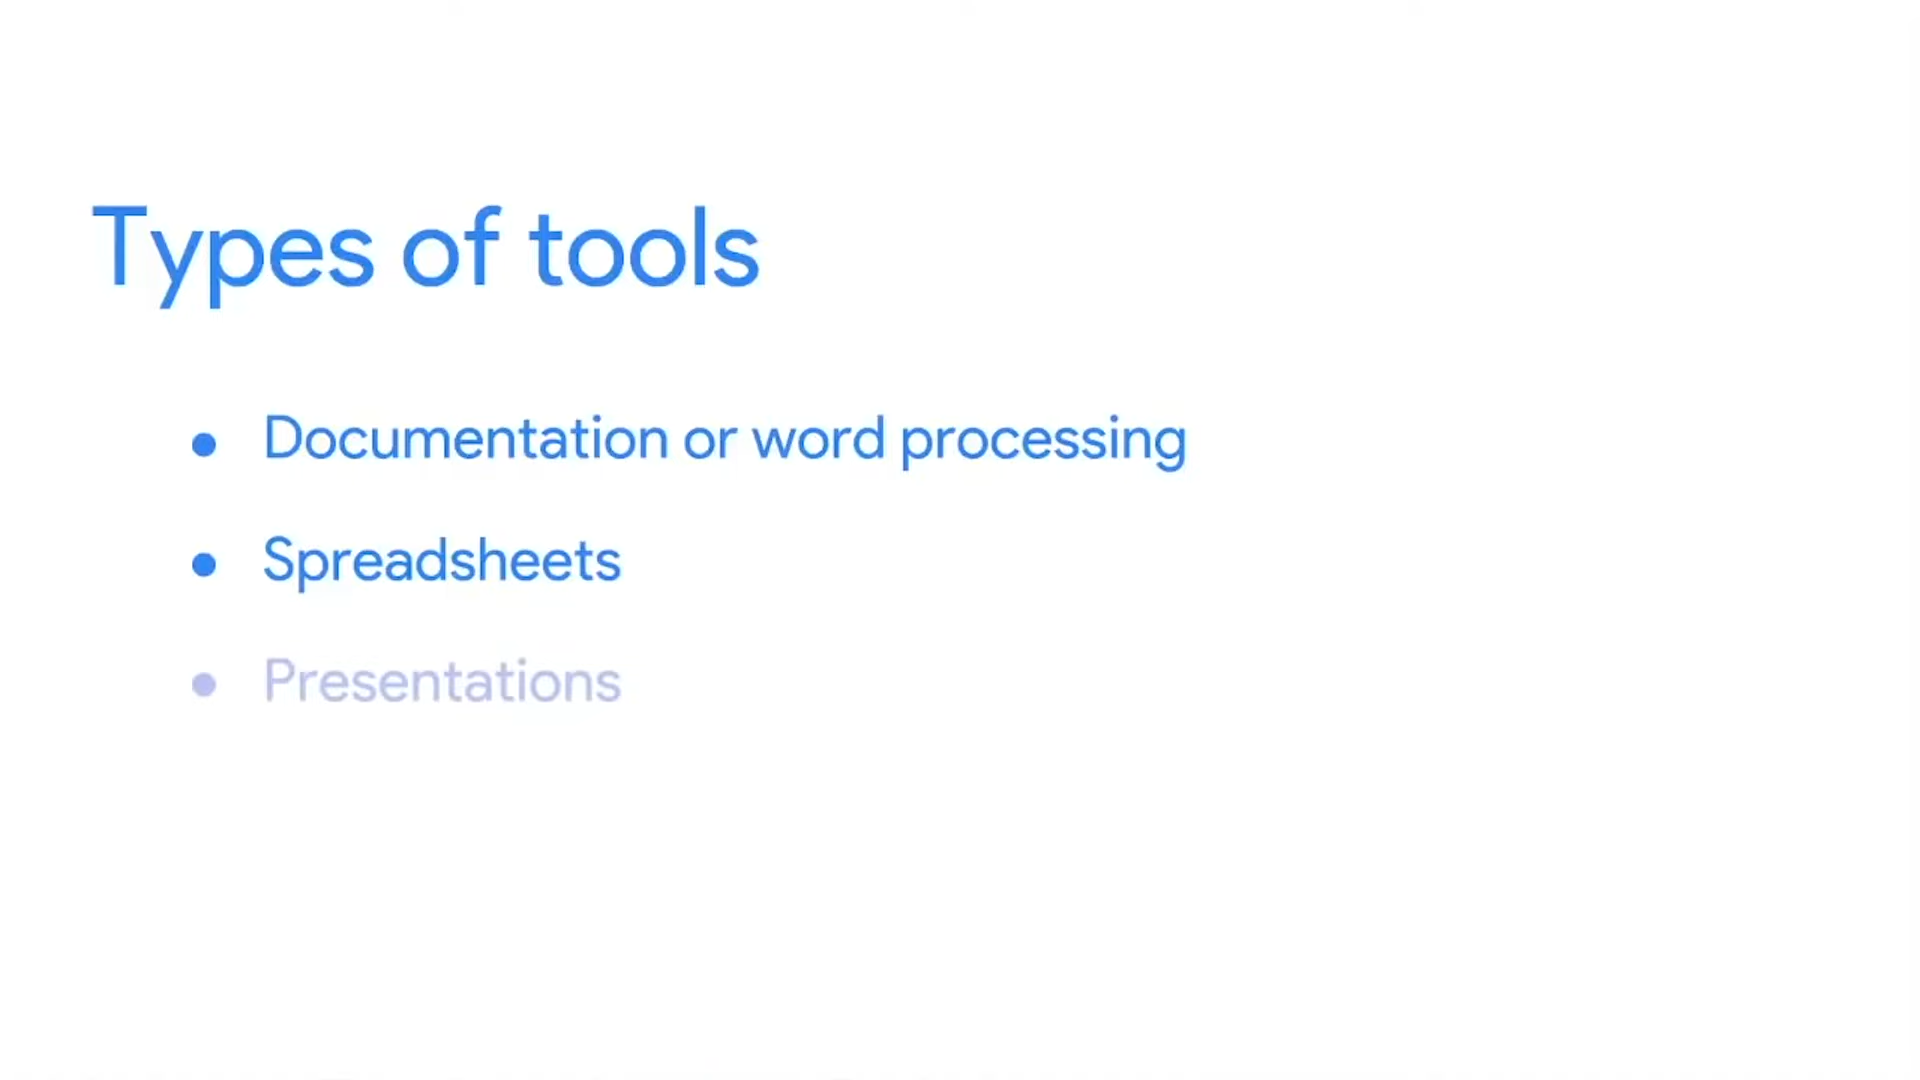 Types of tools
• Documentation or word processing
• Spreadsheets
• Presentations